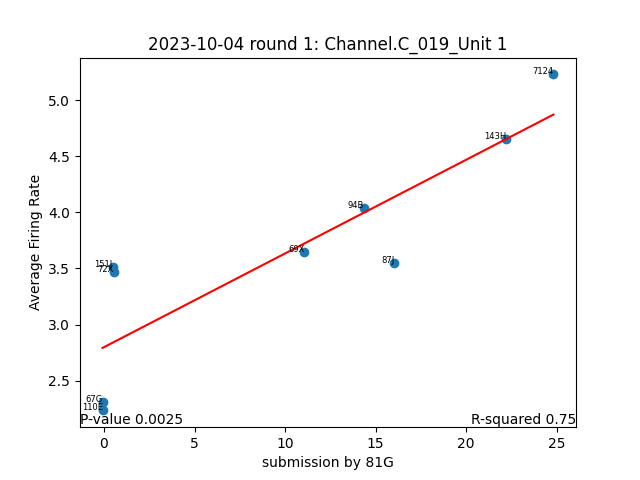 2023-10-04 round 1: Channel.C_019_Unit 1
Average Firing Rate
5.0
4.5
4.0
3.5
3.0
2.5
7124
143H
94B
69X
87J
151J
72X
67G
110E
P-value 0.0025
R-squared 0.75
0 5 10 15 20 25
submission by 81G